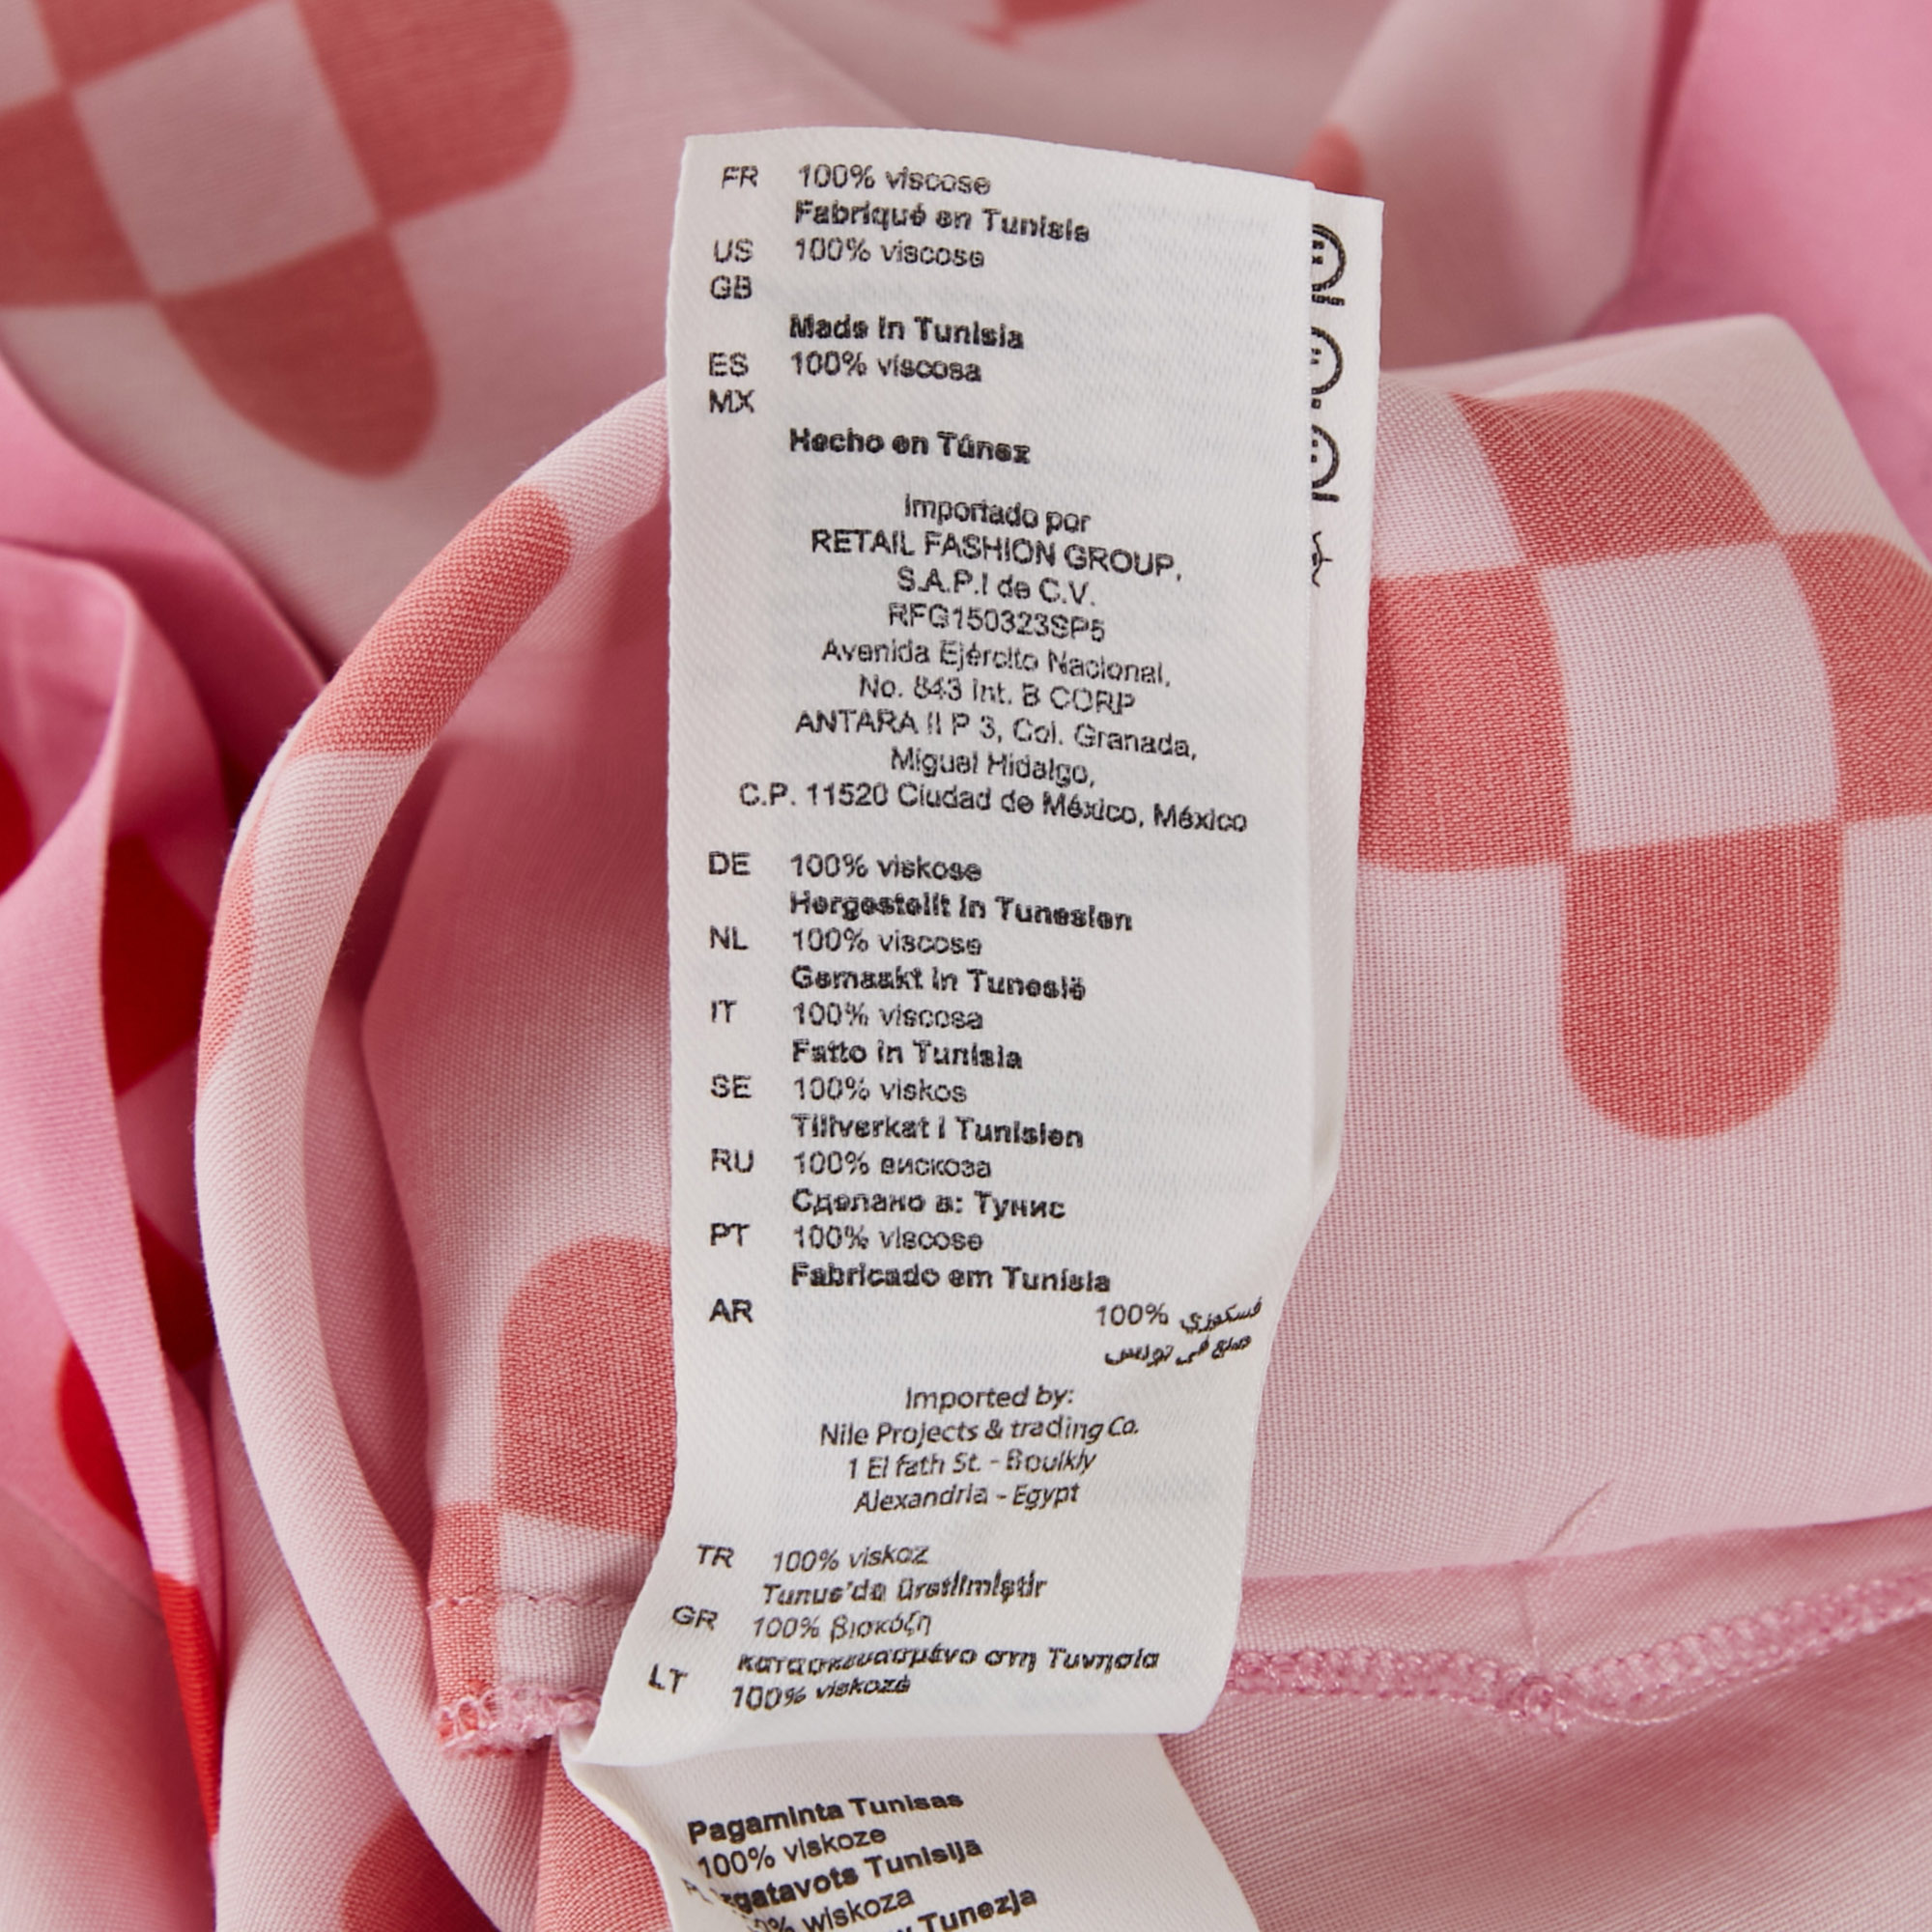 FR 100% viscose
Fabriqué en Tunisie
US 100% viscose
GB
Made in Tunisia
ES 100% viscosa
MX
Hecho en Túnez
Importado por
RETAIL FASHION GROUP,
S.A.P.I de C.V.
RFG150323SP5
Avenida Ejército Nacional,
No. 843 Int. B CORP
ANTARA II P 3, Col. Granada,
Miguel Hidalgo,
C.P. 11520 Ciudad de México, México
DE 100% viskose
Hergestellt in Tunesien
NL 100% viscose
Gemaakt in Tunesië
IT 100% viscosa
Fatto in Tunisia
SE 100% viskos
Tillverkat i Tunisien
RU 100% вискоза
Сделано в: Тунис
PT 100% viscose
Fabricado em Tunísia
AR 100% فسكوزي
صنع في تونس
Imported by:
Nile Projects & trading Co.
1 El fath St. - Boulkly
Alexandria - Egypt
TR 100% viskoz
Tunus'da üretilmiştir
GR 100% βισκόζη
Κατασκευασμένο στη Τυνησία
LT 100% viskozė
Pagaminta Tunisas
100% viskoze
Tunisijā
wiskoza
Tunezja